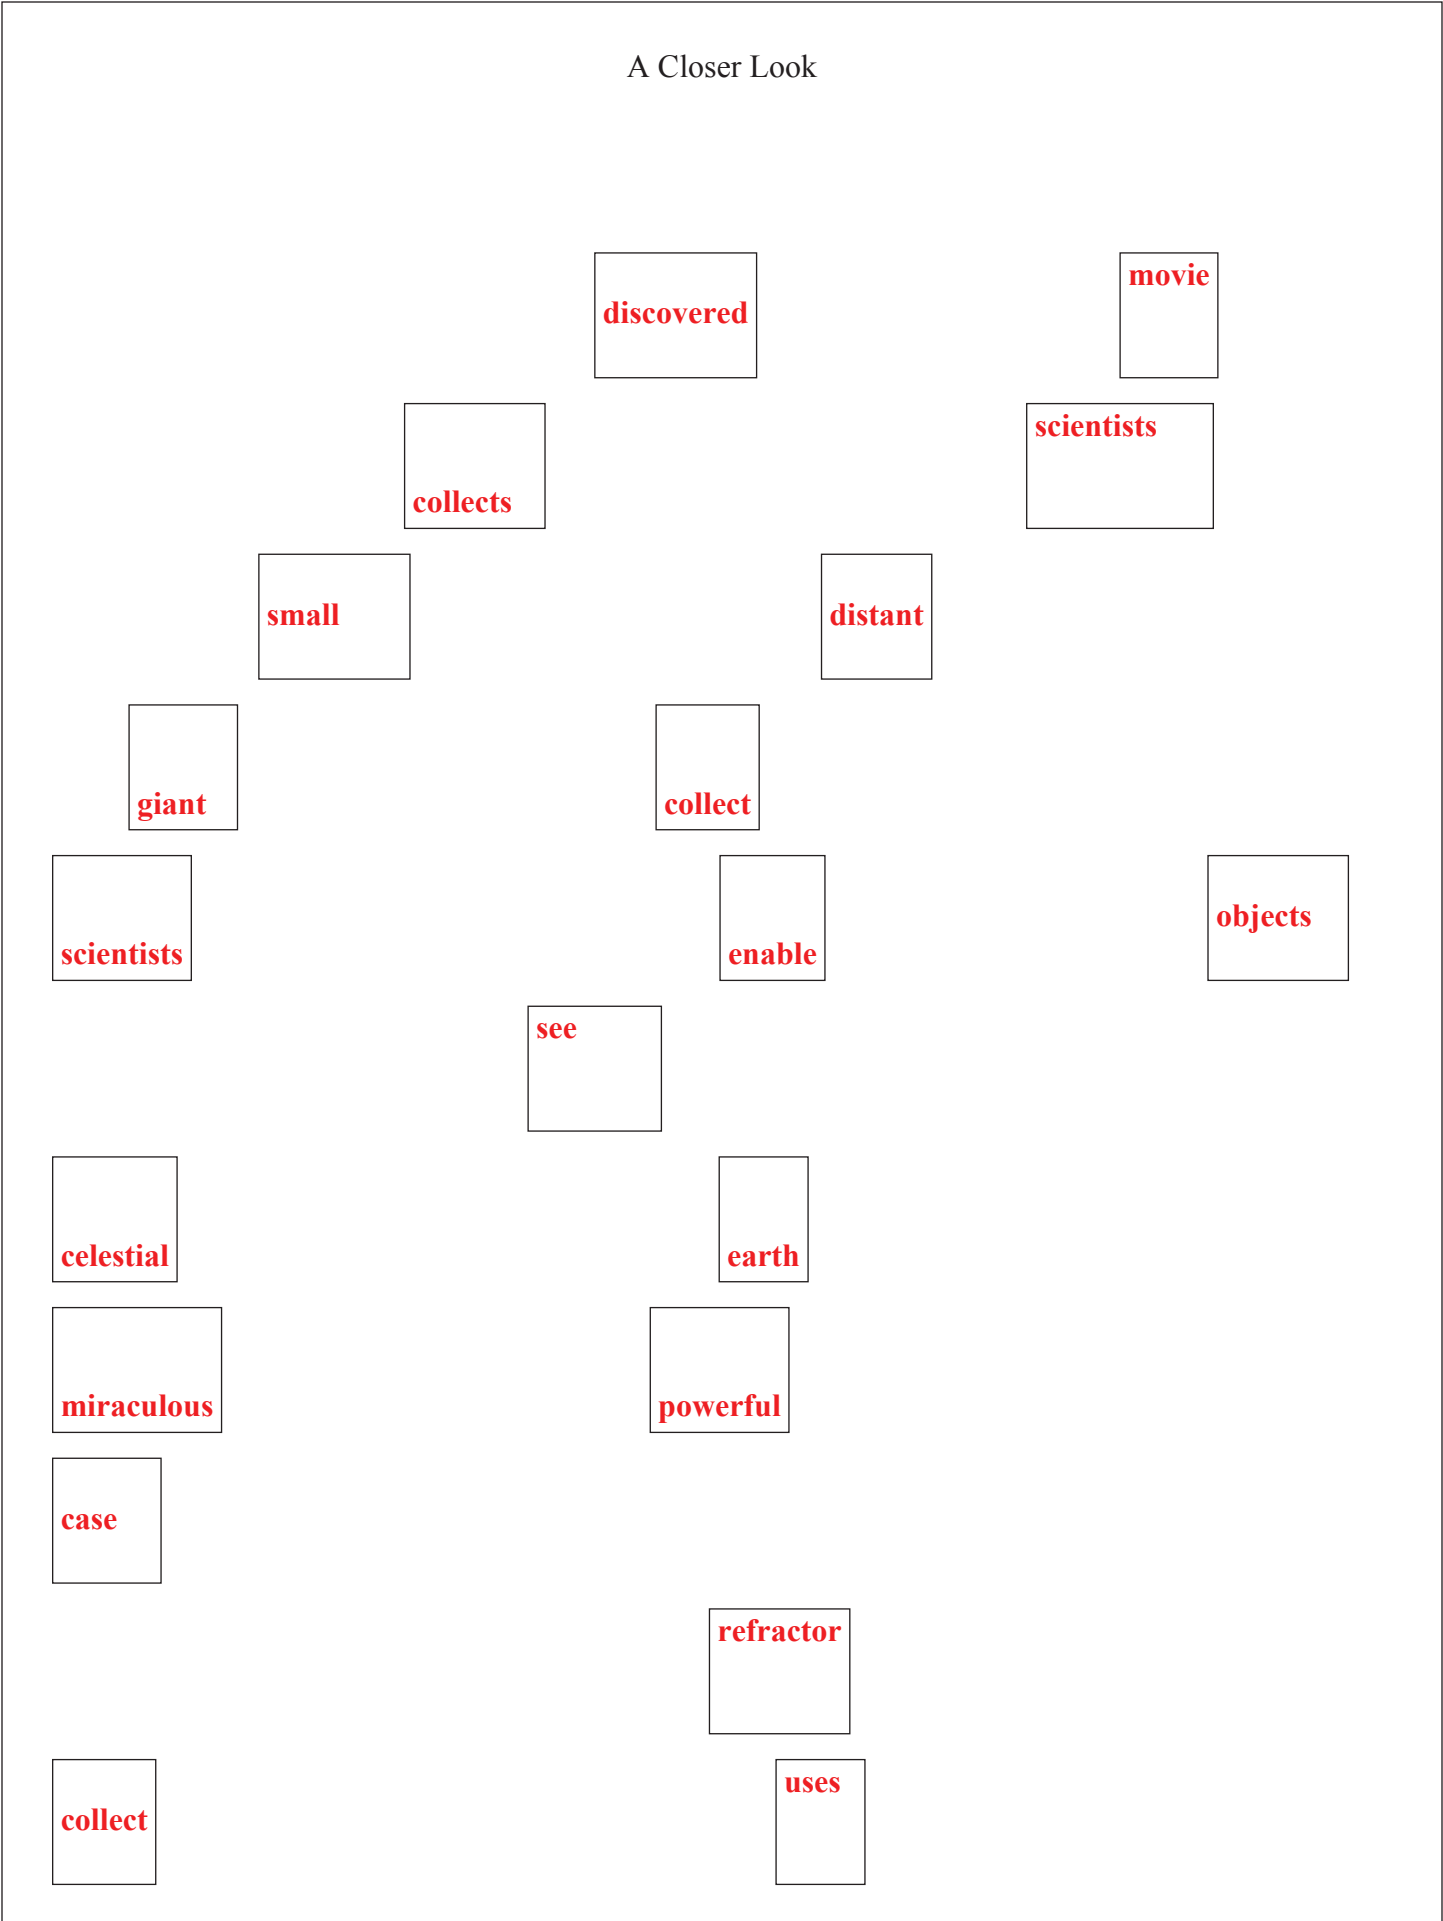 A Closer Look
movie
discovered
scientists
collects
small distant
giant collect
objects
scientists enable
see
celestial earth
miraculous powerful
case
refractor
uses
collect